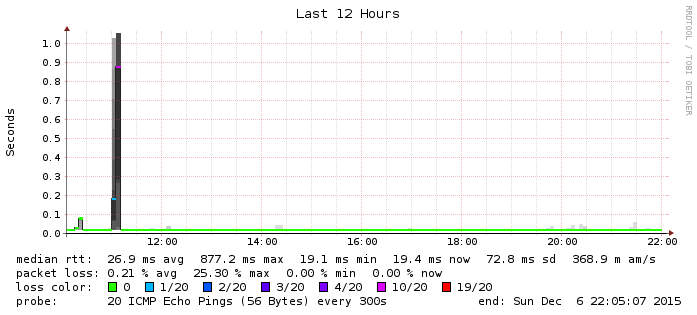 Last 12 Hours
RRDTOOL / TOBI OETIKER
Seconds
1.0
0.9
0.8
0.7
0.6
0.5
0.4
0.3
0.2
0.1
0.0
12:00 14:00 16:00 18:00 20:00 22:00
median rtt: 26.9 ms avg 877.2 ms max 19.1 ms min 19.4 ms now 72.8 ms sd 368.9 m am/s
packet loss: 0.21 % avg 25.30 % max 0.00 % min 0.00 % now
loss color: 0 1/20 2/20 3/20 4/20 10/20 19/20
probe: 20 ICMP Echo Pings (56 Bytes) every 300s end: Sun Dec 6 22:05:07 2015